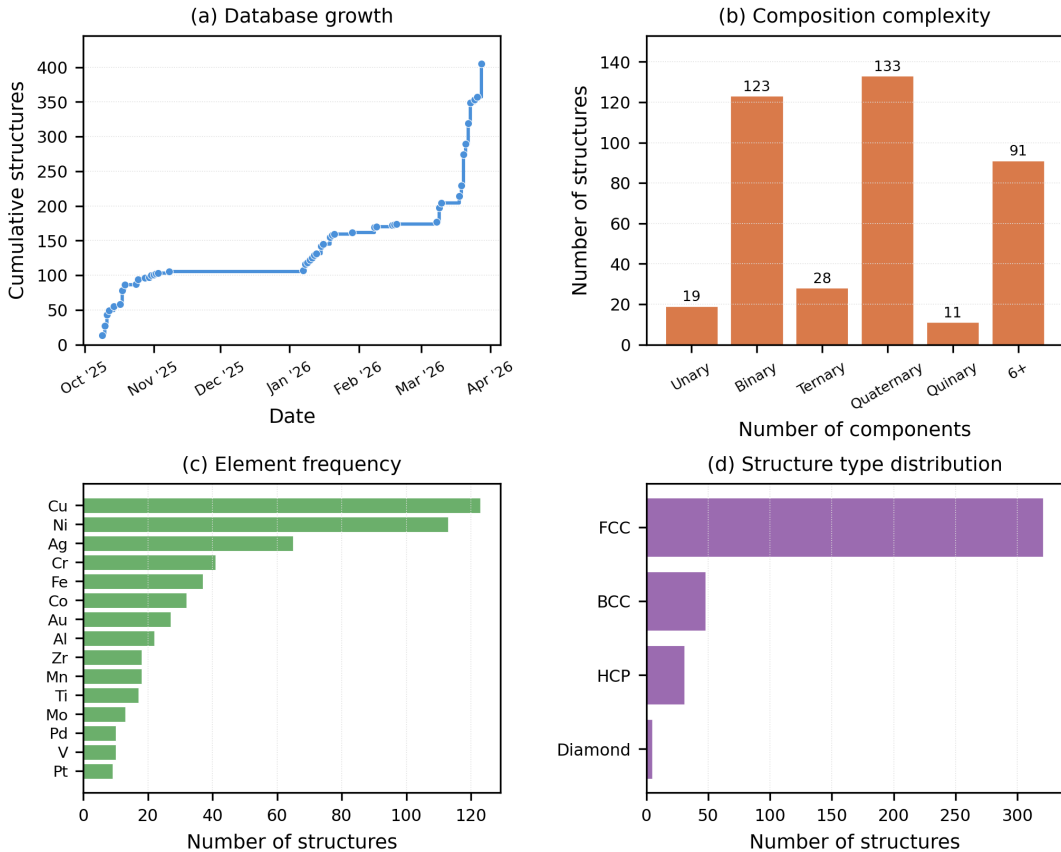 (a) Database growth
Cumulative structures
400
350
300
250
200
150
100
50
0
Oct '25
Nov '25
Dec '25
Jan '26
Feb '26
Mar '26
Apr '26
Date
(b) Composition complexity
Number of structures
140
120
100
80
60
40
20
0
19
123
28
133
11
91
Unary
Binary
Ternary
Quaternary
Quinary
6+
Number of components
(c) Element frequency
Cu
Ni
Ag
Cr
Fe
Co
Au
Al
Zr
Mn
Ti
Mo
Pd
V
Pt
0 20 40 60 80 100 120
Number of structures
(d) Structure type distribution
FCC
BCC
HCP
Diamond
0 50 100 150 200 250 300
Number of structures